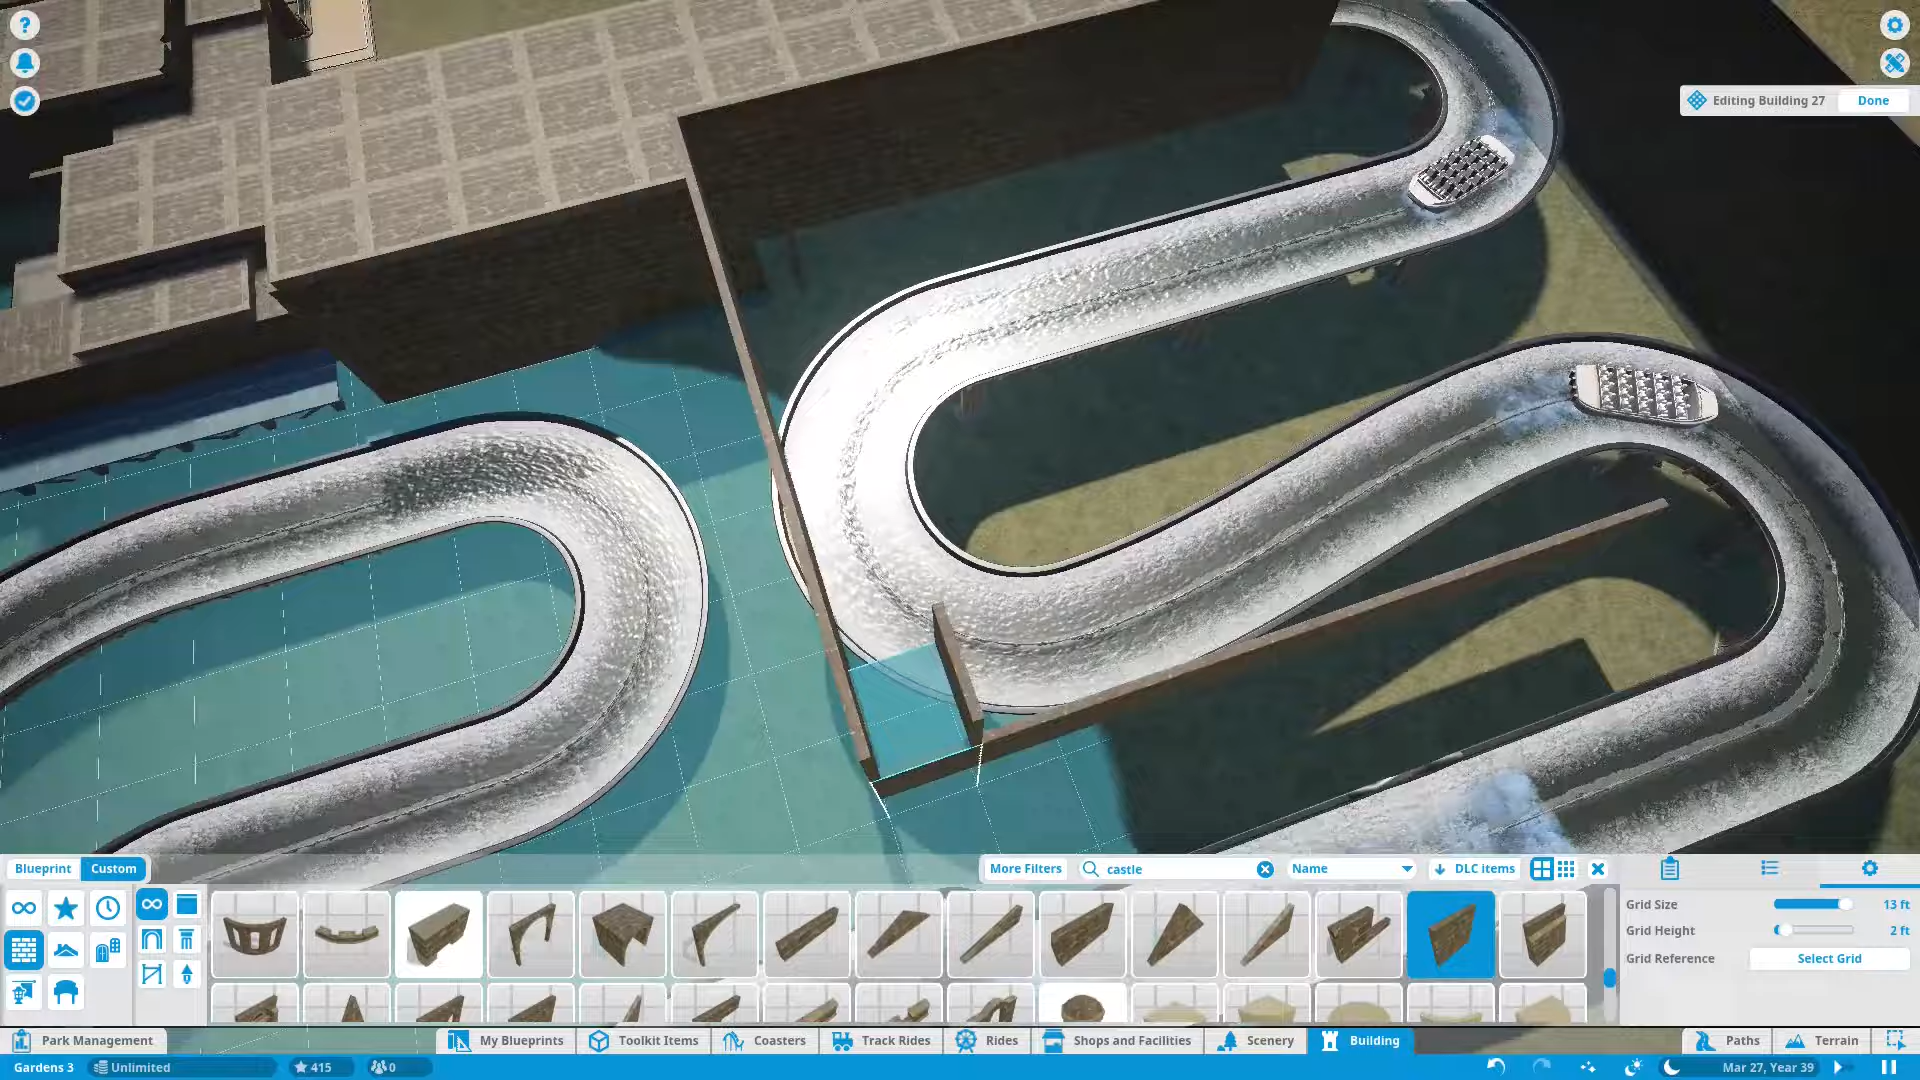 ?
Editing Building 27
Done
Blueprint
Custom
More Filters
castle
Name
DLC items
Grid Size
13 ft
Grid Height
2 ft
Grid Reference
Select Grid
Park Management
My Blueprints
Toolkit Items
Coasters
Track Rides
Rides
Shops and Facilities
Scenery
Building
Paths
Terrain
Gardens 3
Unlimited
415
0
Mar 27, Year 39